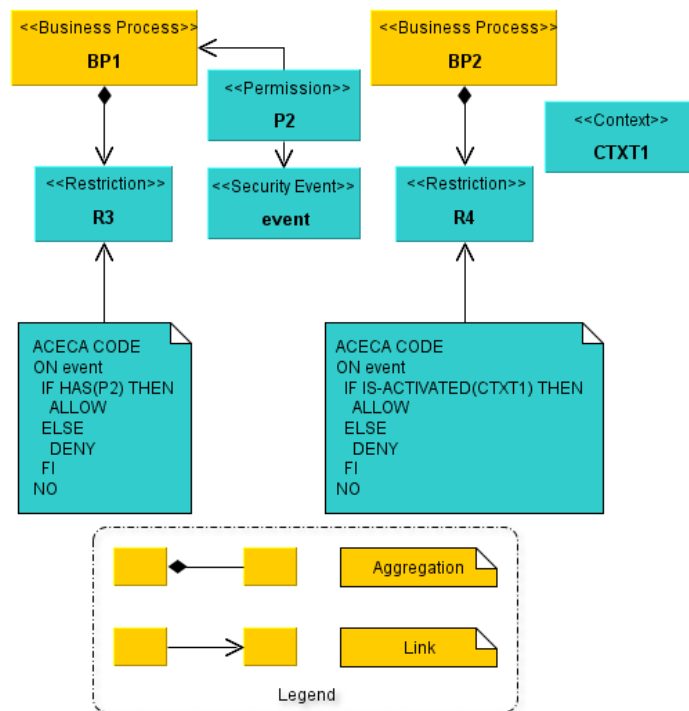 <<Business Process>>
BP1
<<Business Process>>
BP2
<<Permission>>
P2
<<Context>>
CTXT1
<<Restriction>>
R3
<<Security Event>>
event
<<Restriction>>
R4
ACECA CODE
ON event
IF HAS(P2) THEN
ALLOW
ELSE
DENY
FI
NO
ACECA CODE
ON event
IF IS-ACTIVATED(CTXT1) THEN
ALLOW
ELSE
DENY
FI
NO
Aggregation
Link
Legend